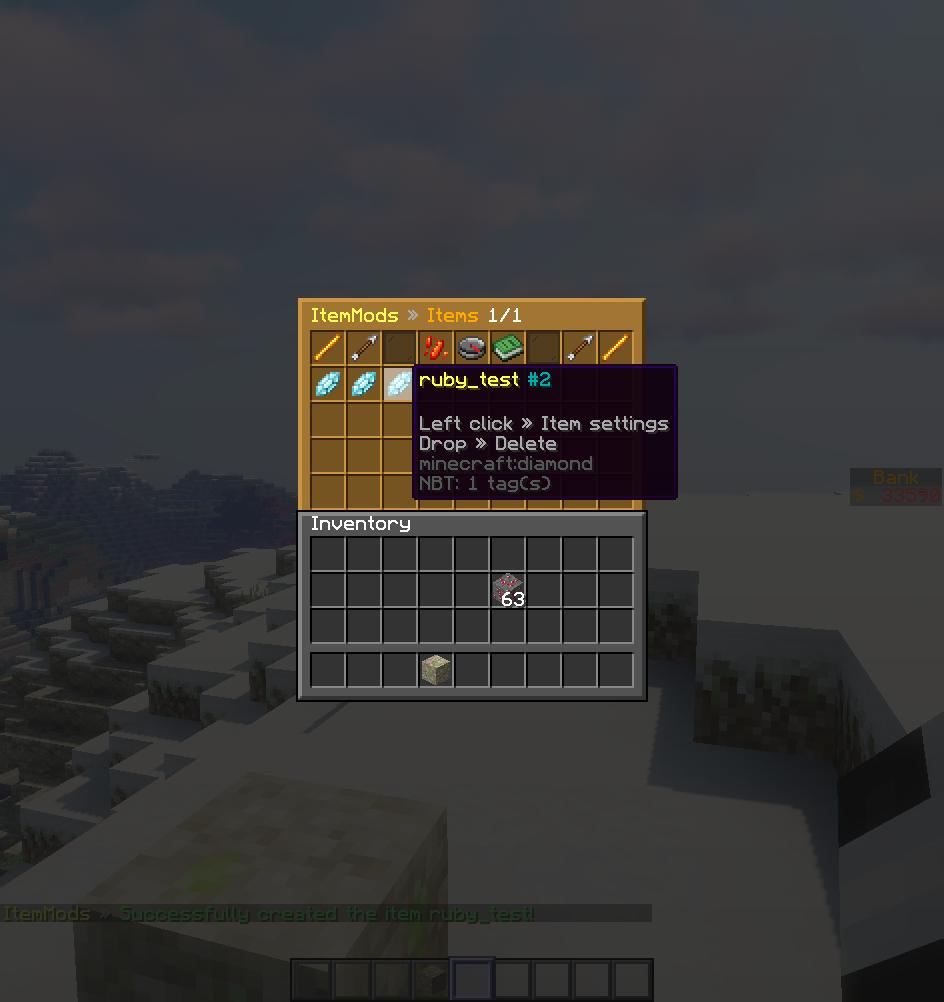 ItemMods » Items 1/1
ruby_test #2
Left click » Item settings
Drop » Delete
minecraft:diamond
NBT: 1 tag(s)
Bank
$ 33590
Inventory
63
ItemMods » Successfully created the item ruby_test!